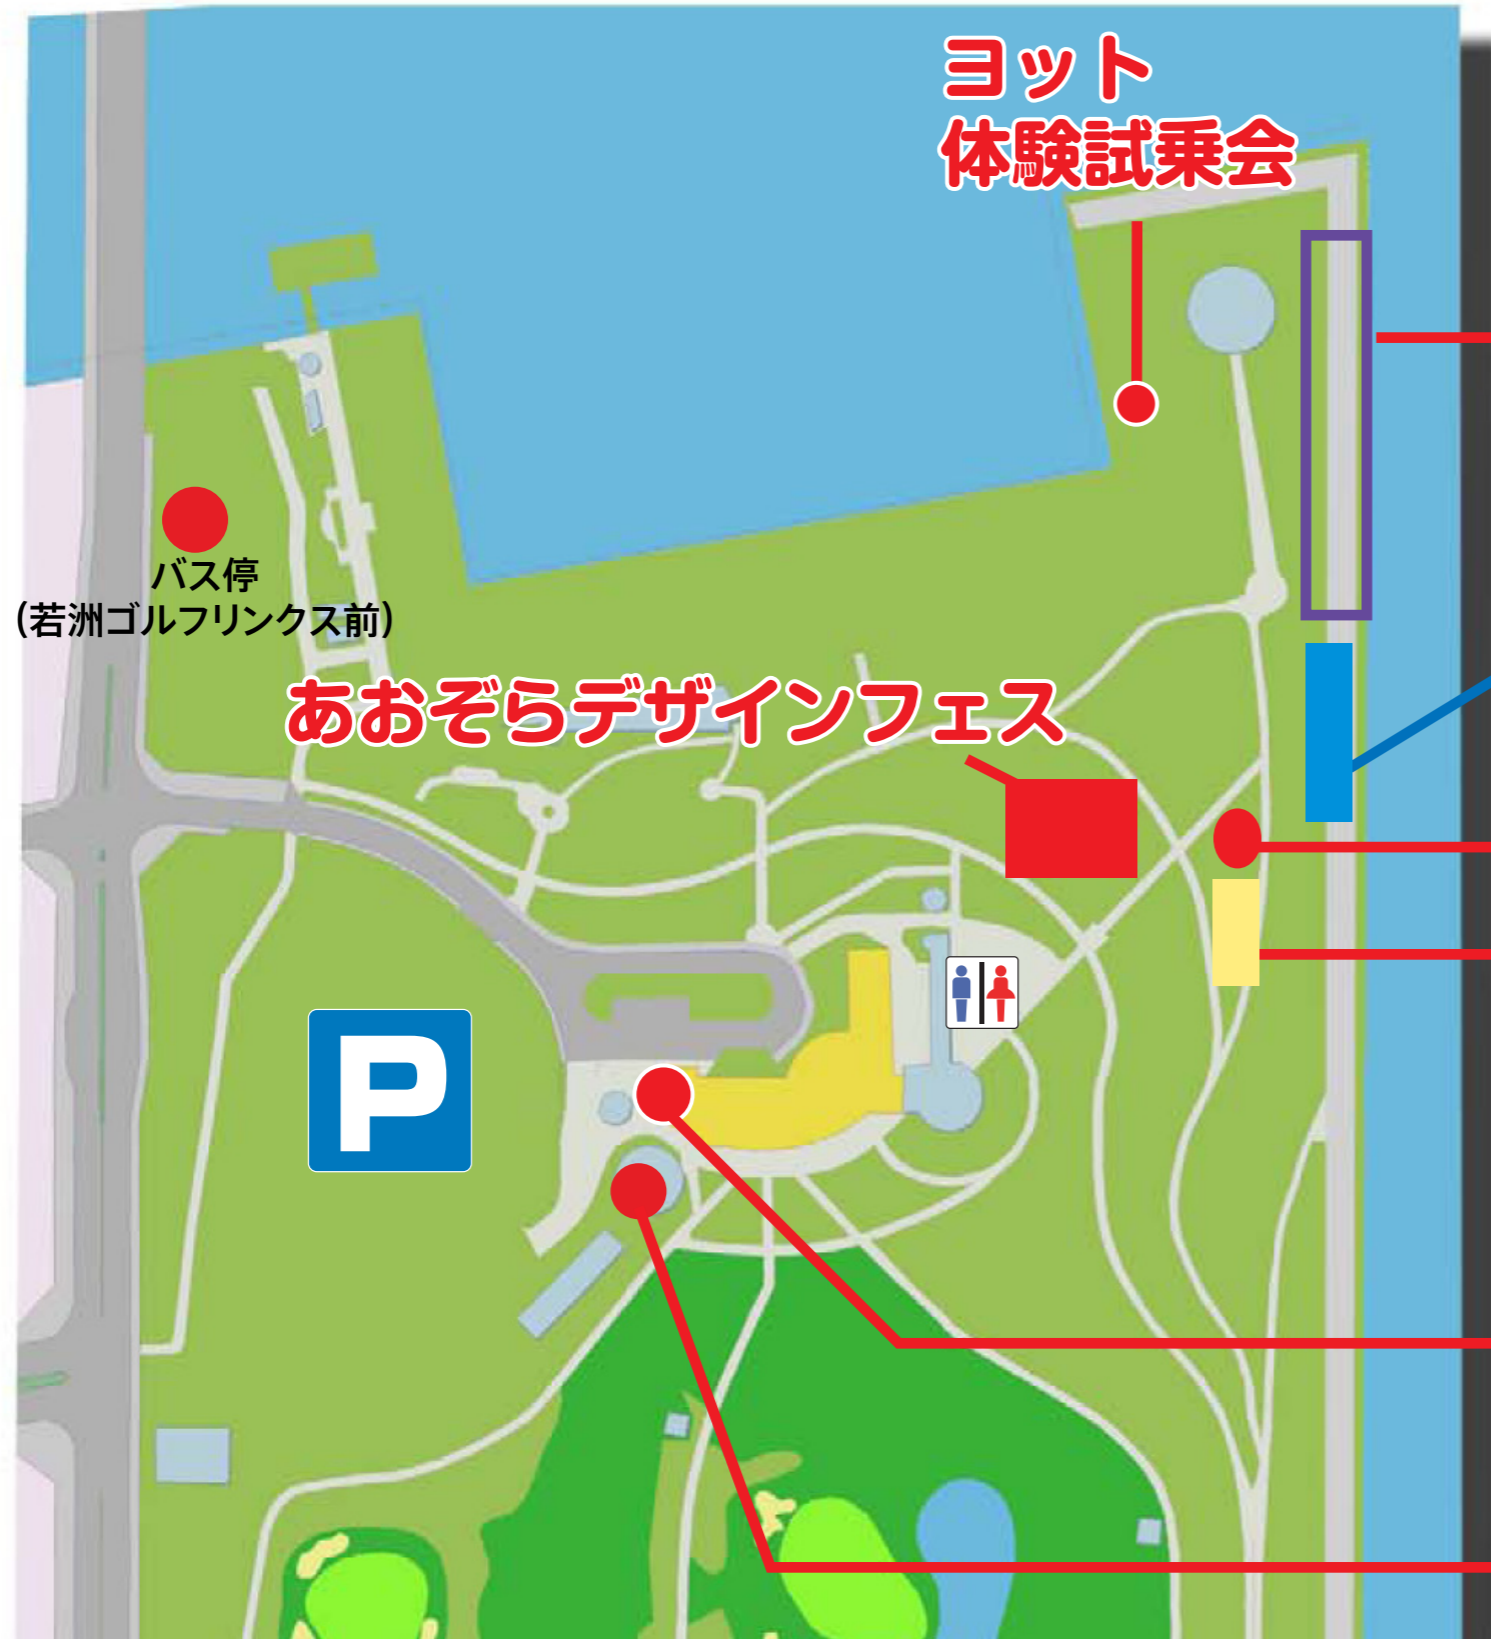 ヨット
体験試乗会
バス停
(若洲ゴルフリンクス前)
あおぞらデザインフェス
P